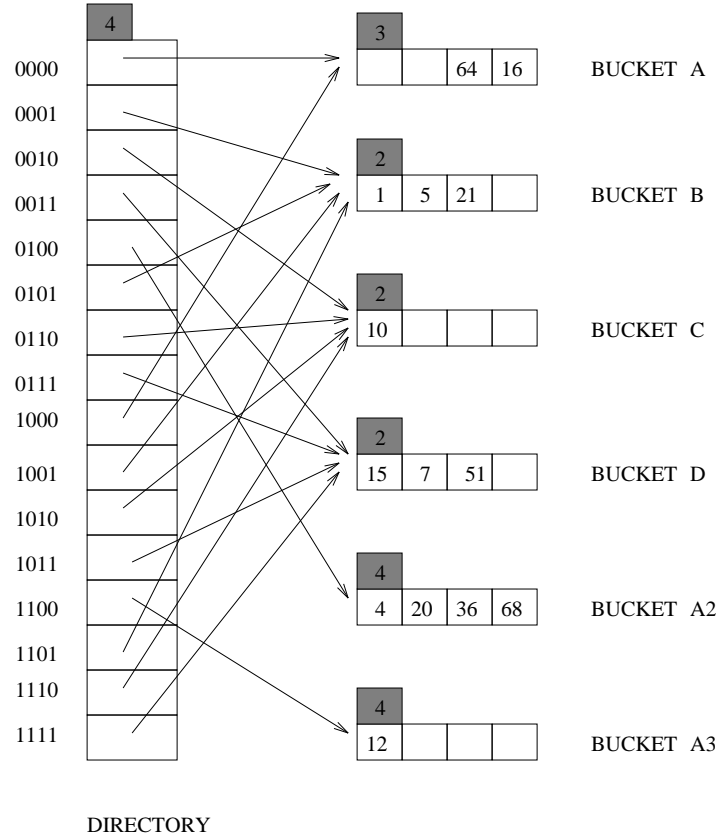 4
3
0000
64 16
BUCKET A
0001
2
0010
1 5 21
BUCKET B
0011
0100
2
0101
10
BUCKET C
0110
0111
1000
2
1001
15 7 51
BUCKET D
1010
1011
4
1100
4 20 36 68
BUCKET A2
1101
1110
4
1111
12
BUCKET A3
DIRECTORY